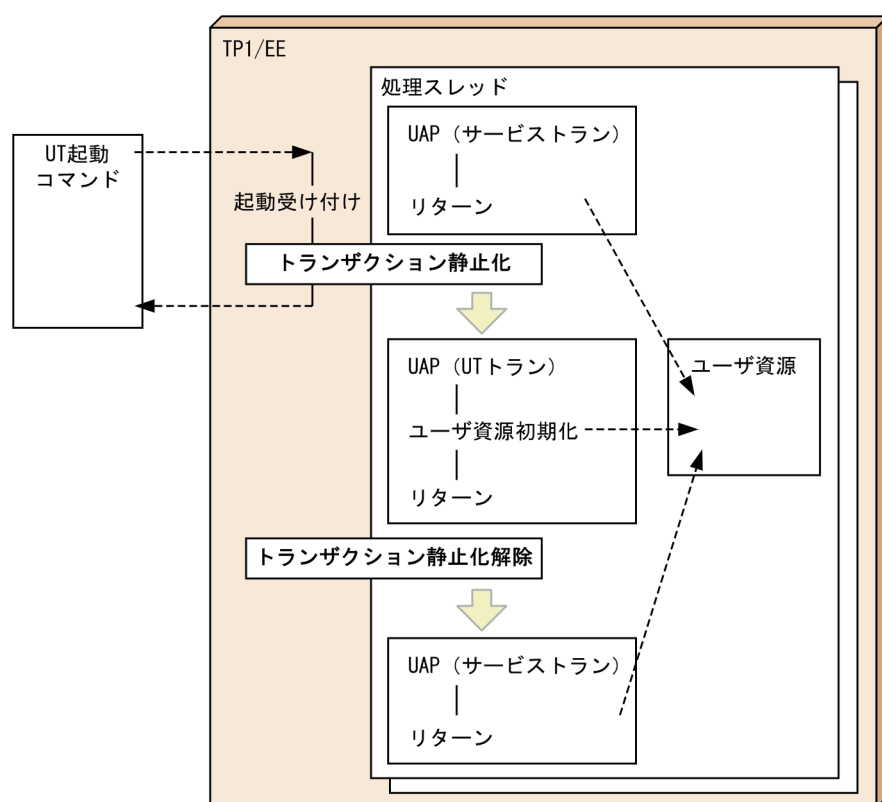 TP1/EE
処理スレッド
UAP（サービストラン）
リターン
UT起動
コマンド
起動受け付け
トランザクション静止化
UAP（UTトラン）
ユーザ資源初期化
リターン
ユーザ資源
トランザクション静止化解除
UAP（サービストラン）
リターン